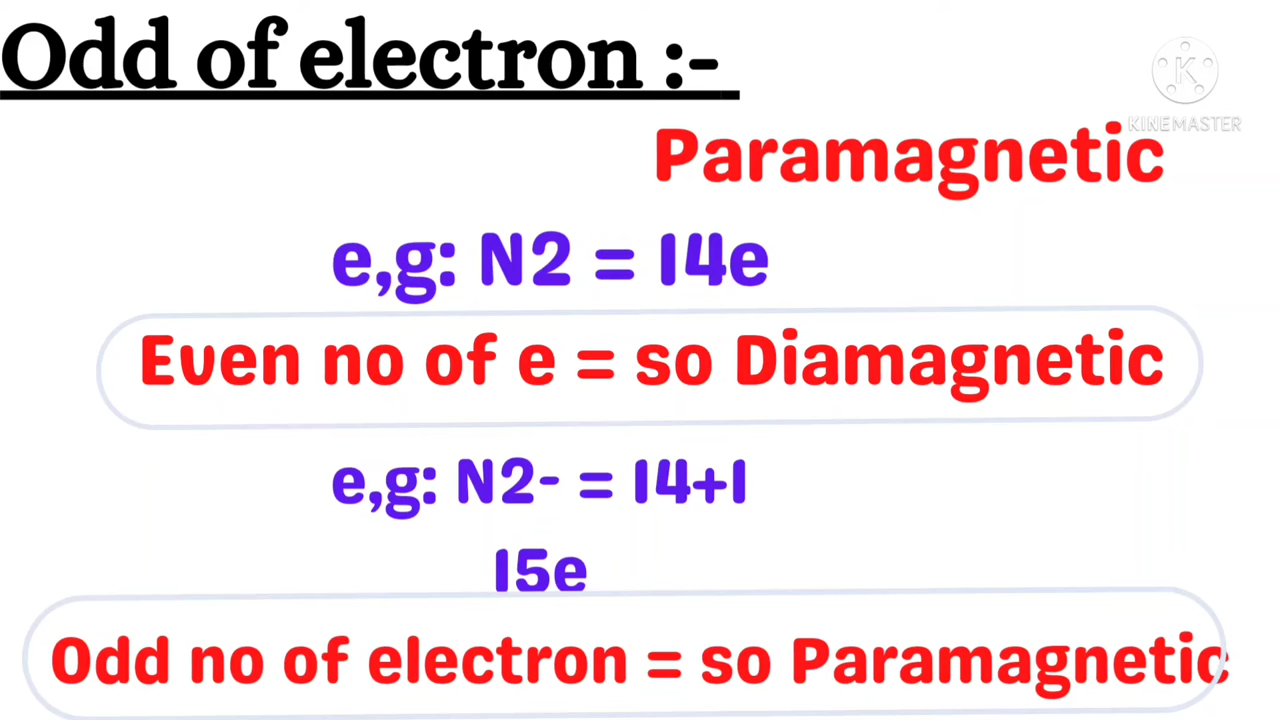 Odd of electron :-
KINEMASTER
Paramagnetic
e,g: N2 = 14e
Even no of e = so Diamagnetic
e,g: N2- = 14+1
15e
Odd no of electron = so Paramagnetic